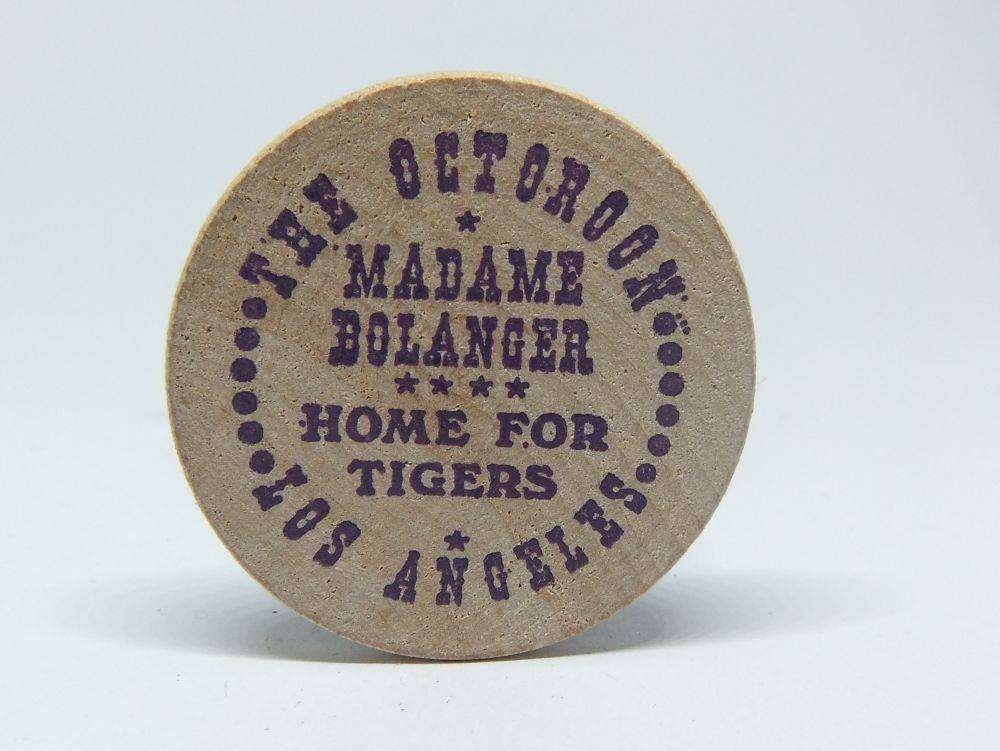 THE OCTOROON
MADAME
BOLANGER
HOME FOR
TIGERS
LOS ANGELES